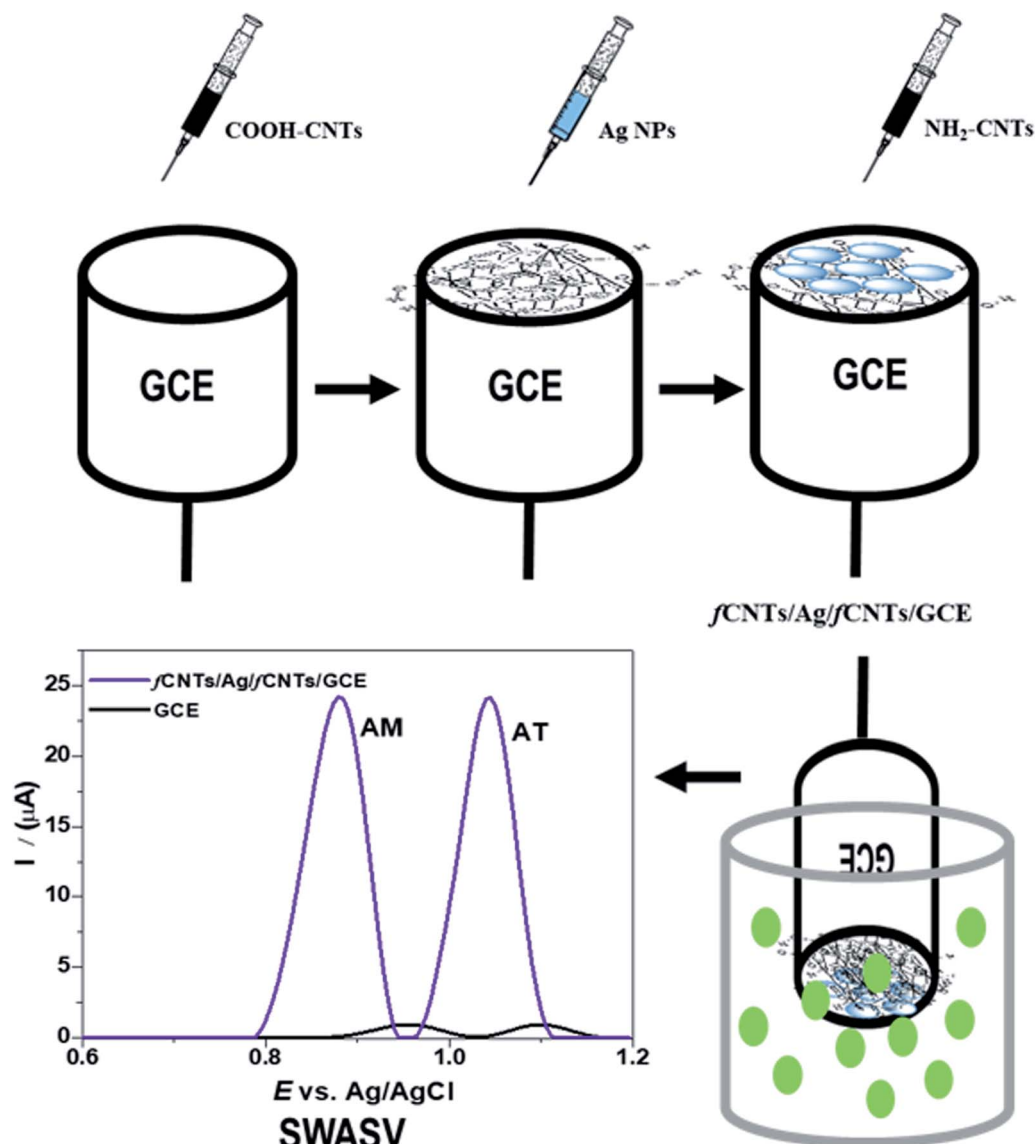 COOH-CNTs
Ag NPs
NH₂-CNTs
GCE
GCE
GCE
fCNTs/Ag/fCNTs/GCE
fCNTs/Ag/fCNTs/GCE
GCE
AM
AT
25
20
15
10
5
0
I / (µA)
0.6
0.8
1.0
1.2
E vs. Ag/AgCl
SWASV
GCE